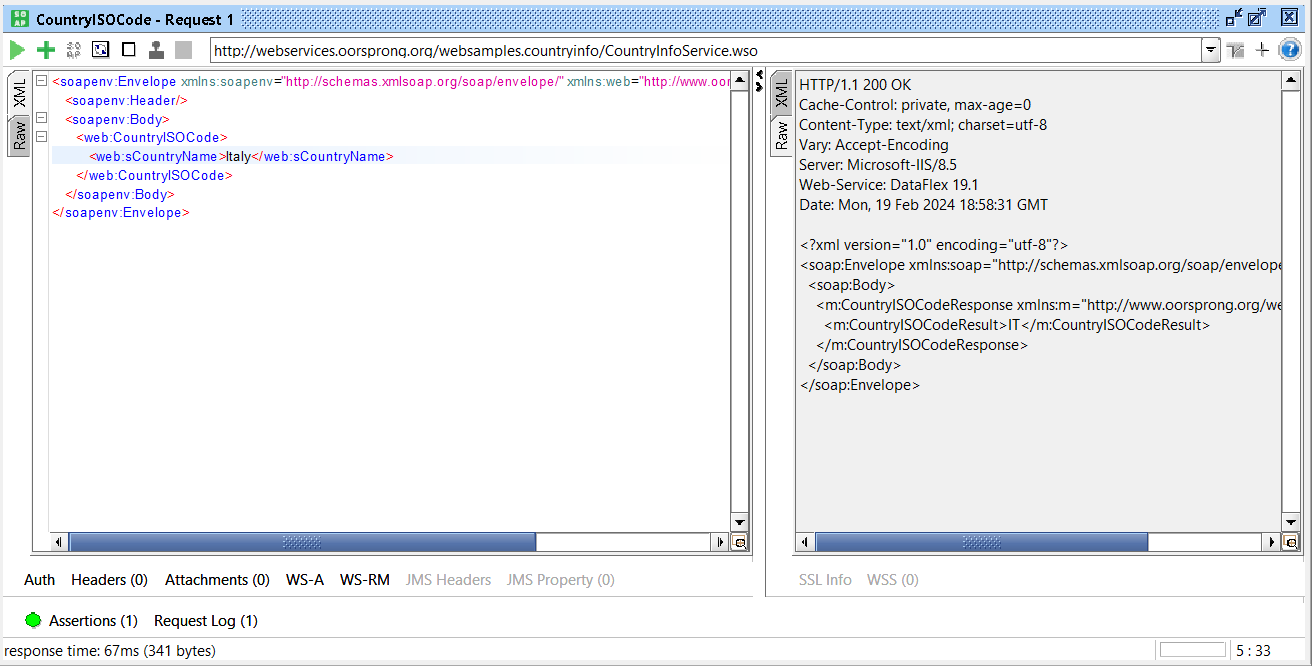 SO
AP
CountryISOCode - Request 1
http://webservices.oorsprong.org/websamples.countryinfo/CountryInfoService.wso
XML
Raw
<soapenv:Envelope xmlns:soapenv="http://schemas.xmlsoap.org/soap/envelope/" xmlns:web="http://www.oor
<soapenv:Header/>
<soapenv:Body>
<web:CountryISOCode>
<web:sCountryName>Italy</web:sCountryName>
</web:CountryISOCode>
</soapenv:Body>
</soapenv:Envelope>
XML
Raw
HTTP/1.1 200 OK
Cache-Control: private, max-age=0
Content-Type: text/xml; charset=utf-8
Vary: Accept-Encoding
Server: Microsoft-IIS/8.5
Web-Service: DataFlex 19.1
Date: Mon, 19 Feb 2024 18:58:31 GMT
<?xml version="1.0" encoding="utf-8"?>
<soap:Envelope xmlns:soap="http://schemas.xmlsoap.org/soap/envelope
<soap:Body>
<m:CountryISOCodeResponse xmlns:m="http://www.oorsprong.org/we
<m:CountryISOCodeResult>IT</m:CountryISOCodeResult>
</m:CountryISOCodeResponse>
</soap:Body>
</soap:Envelope>
Auth Headers (0) Attachments (0) WS-A WS-RM JMS Headers JMS Property (0)
SSL Info WSS (0)
Assertions (1) Request Log (1)
response time: 67ms (341 bytes)
5 : 33